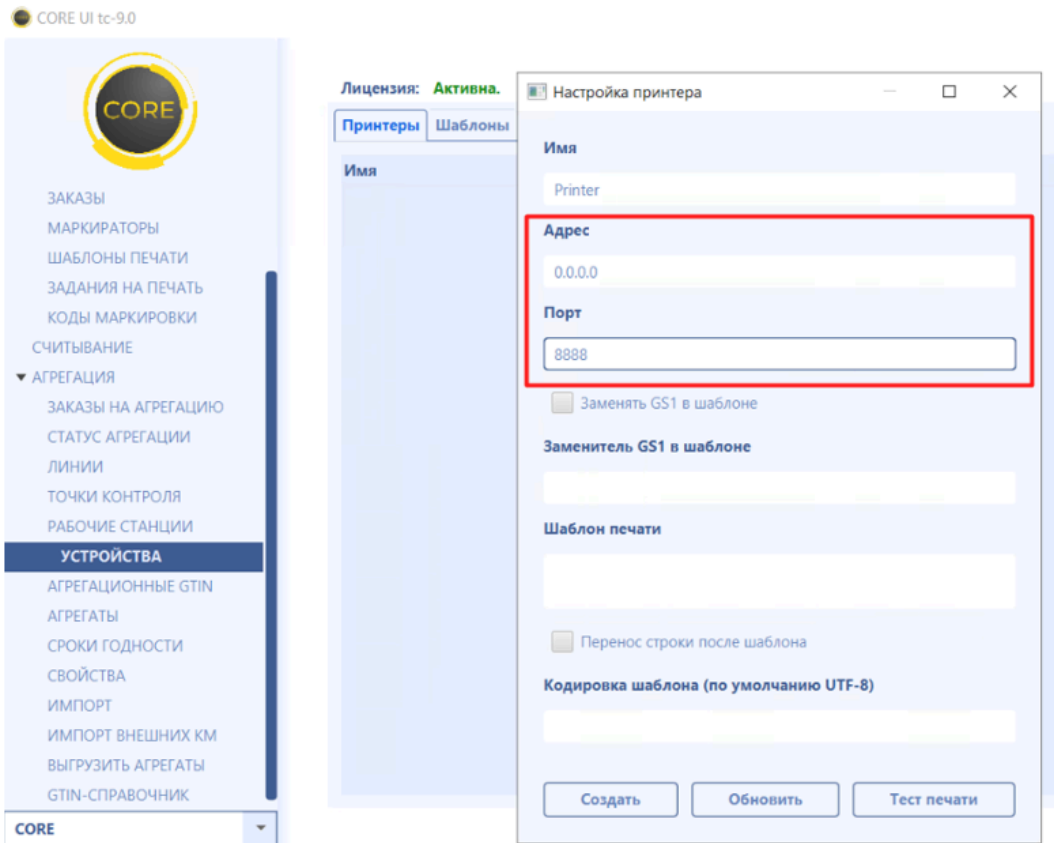 CORE UI tc-9.0
CORE
ЗАКАЗЫ
МАРКИРАТОРЫ
ШАБЛОНЫ ПЕЧАТИ
ЗАДАНИЯ НА ПЕЧАТЬ
КОДЫ МАРКИРОВКИ
СЧИТЫВАНИЕ
АГРЕГАЦИЯ
ЗАКАЗЫ НА АГРЕГАЦИЮ
СТАТУС АГРЕГАЦИИ
ЛИНИИ
ТОЧКИ КОНТРОЛЯ
РАБОЧИЕ СТАНЦИИ
УСТРОЙСТВА
АГРЕГАЦИОННЫЕ GTIN
АГРЕГАТЫ
СРОКИ ГОДНОСТИ
СВОЙСТВА
ИМПОРТ
ИМПОРТ ВНЕШНИХ КМ
ВЫГРУЗИТЬ АГРЕГАТЫ
GTIN-СПРАВОЧНИК
CORE
Лицензия: Активна.
Принтеры Шаблоны
Имя
Настройка принтера
Имя
Printer
Адрес
0.0.0.0
Порт
8888
Заменять GS1 в шаблоне
Заменитель GS1 в шаблоне
Шаблон печати
Перенос строки после шаблона
Кодировка шаблона (по умолчанию UTF-8)
Создать Обновить Тест печати